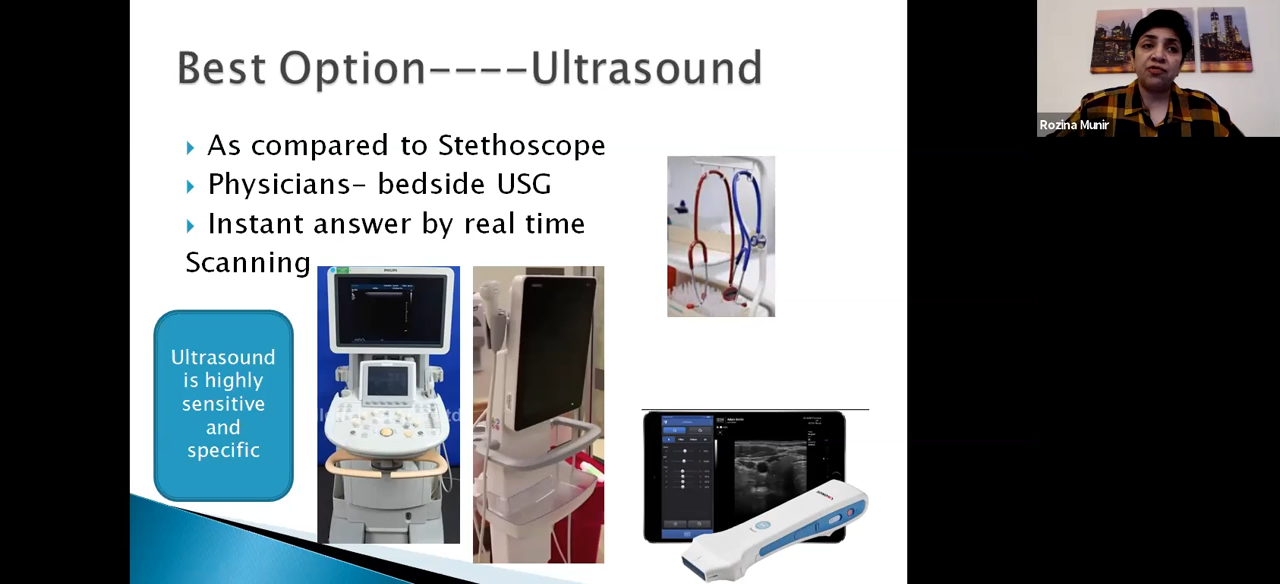 Best Option----Ultrasound
As compared to Stethoscope
Physicians- bedside USG
Instant answer by real time
Scanning
Ultrasound
is highly
sensitive
and
specific
PHILIPS
Rozina Munir